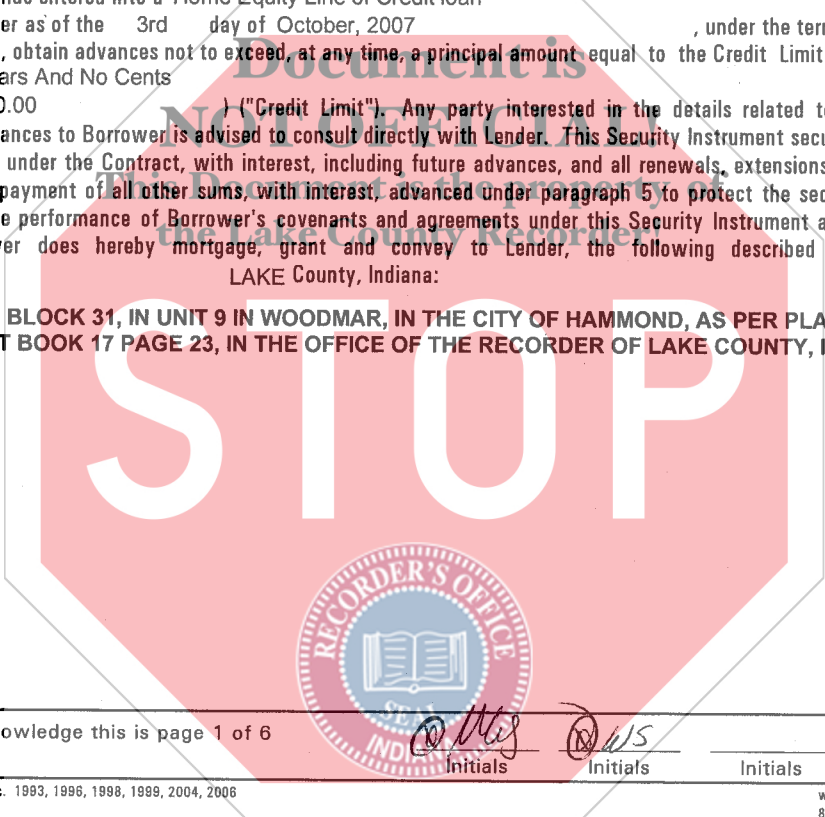 er as of the 3rd day of October, 2007 , under the
, obtain advances not to exceed, at any time, a principal amount equal to the Credit Limit
ars And No Cents
0.00 ) ("Credit Limit"). Any party interested in the details related
ances to Borrower is advised to consult directly with Lender. This Security Instrument
under the Contract, with interest, including future advances, and all renewals, extensions
payment of all other sums, with interest, advanced under paragraph 5 to protect the
e performance of Borrower's covenants and agreements under this Security Instrument
er does hereby mortgage, grant and convey to Lender, the following described
LAKE County, Indiana:
BLOCK 31, IN UNIT 9 IN WOODMAR, IN THE CITY OF HAMMOND, AS PER
T BOOK 17 PAGE 23, IN THE OFFICE OF THE RECORDER OF LAKE COUNTY,
Document is
NOT OFFICIAL!
This Document is the property of
the Lake County Recorder!
STOP
RECORDER'S OFFICE
SEAL
INDIANA
owledge this is page 1 of 6
WS
Initials Initials Initials
. 1993, 1996, 1998, 1999, 2004, 2006